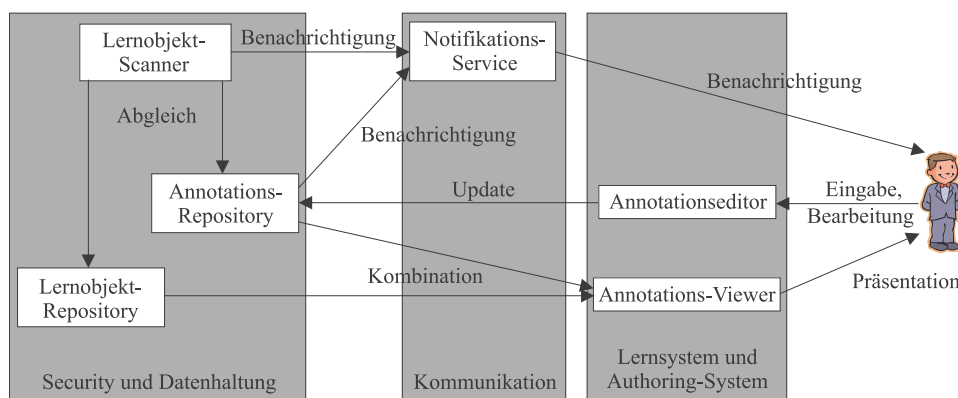 Lernobjekt-
Scanner
Benachrichtigung
Notifikations-
Service
Benachrichtigung
Abgleich
Benachrichtigung
Annotations-
Repository
Update
Annotationseditor
Eingabe,
Bearbeitung
Lernobjekt-
Repository
Kombination
Annotations-Viewer
Präsentation
Security und Datenhaltung
Kommunikation
Lernsystem und
Authoring-System